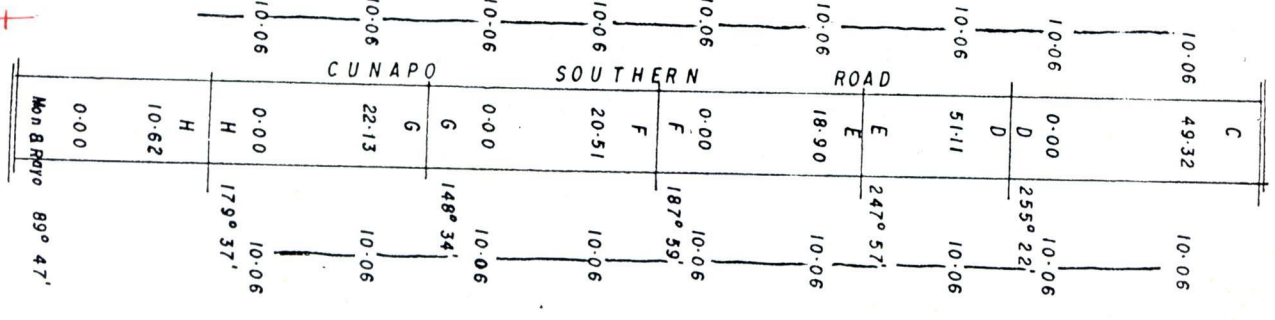 10·06 10·06 10·06 10·06 10·06 10·06 10·06 10·06 10·06
CUNAPO SOUTHERN ROAD
Mon & Rayo 0·00 10·62 H H 0·00 22·13 G G 0·00 20·51 F F 0·00 18·90 E E 51·11 D D 0·00 49·32 C
89° 47' 179° 37' 148° 34' 187° 59' 247° 57' 255° 22'
10·06 10·06 10·06 10·06 10·06 10·06 10·06 10·06 10·06